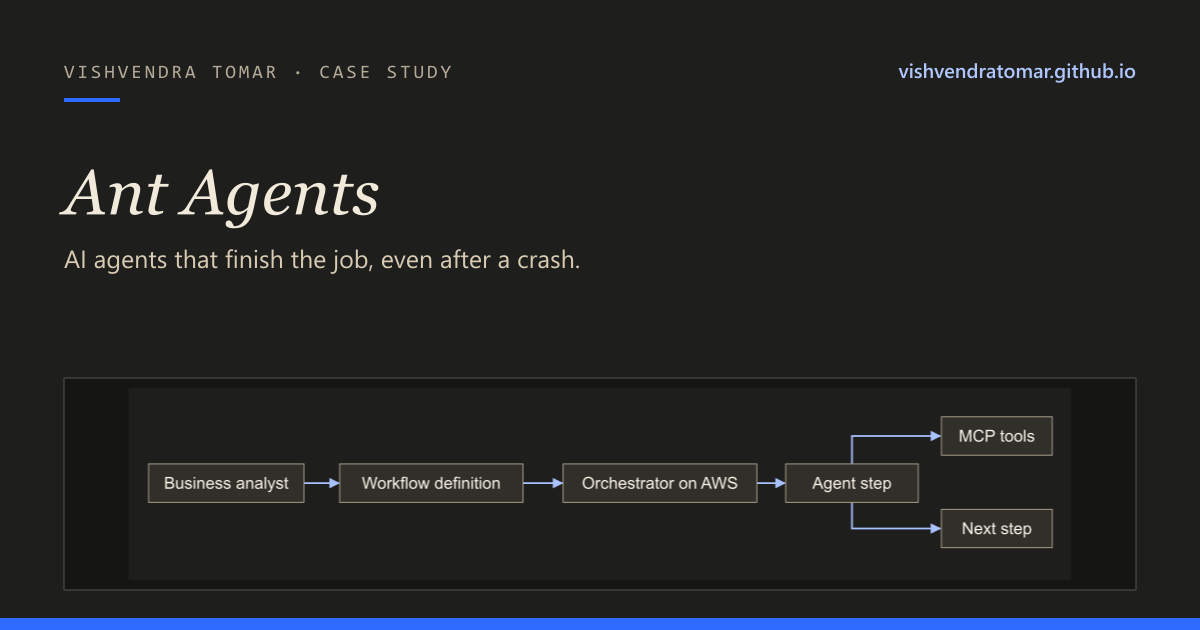 VISHVENDRA TOMAR · CASE STUDY
vishvendratomar.github.io
Ant Agents
AI agents that finish the job, even after a crash.
Business analyst
Workflow definition
Orchestrator on AWS
Agent step
MCP tools
Next step